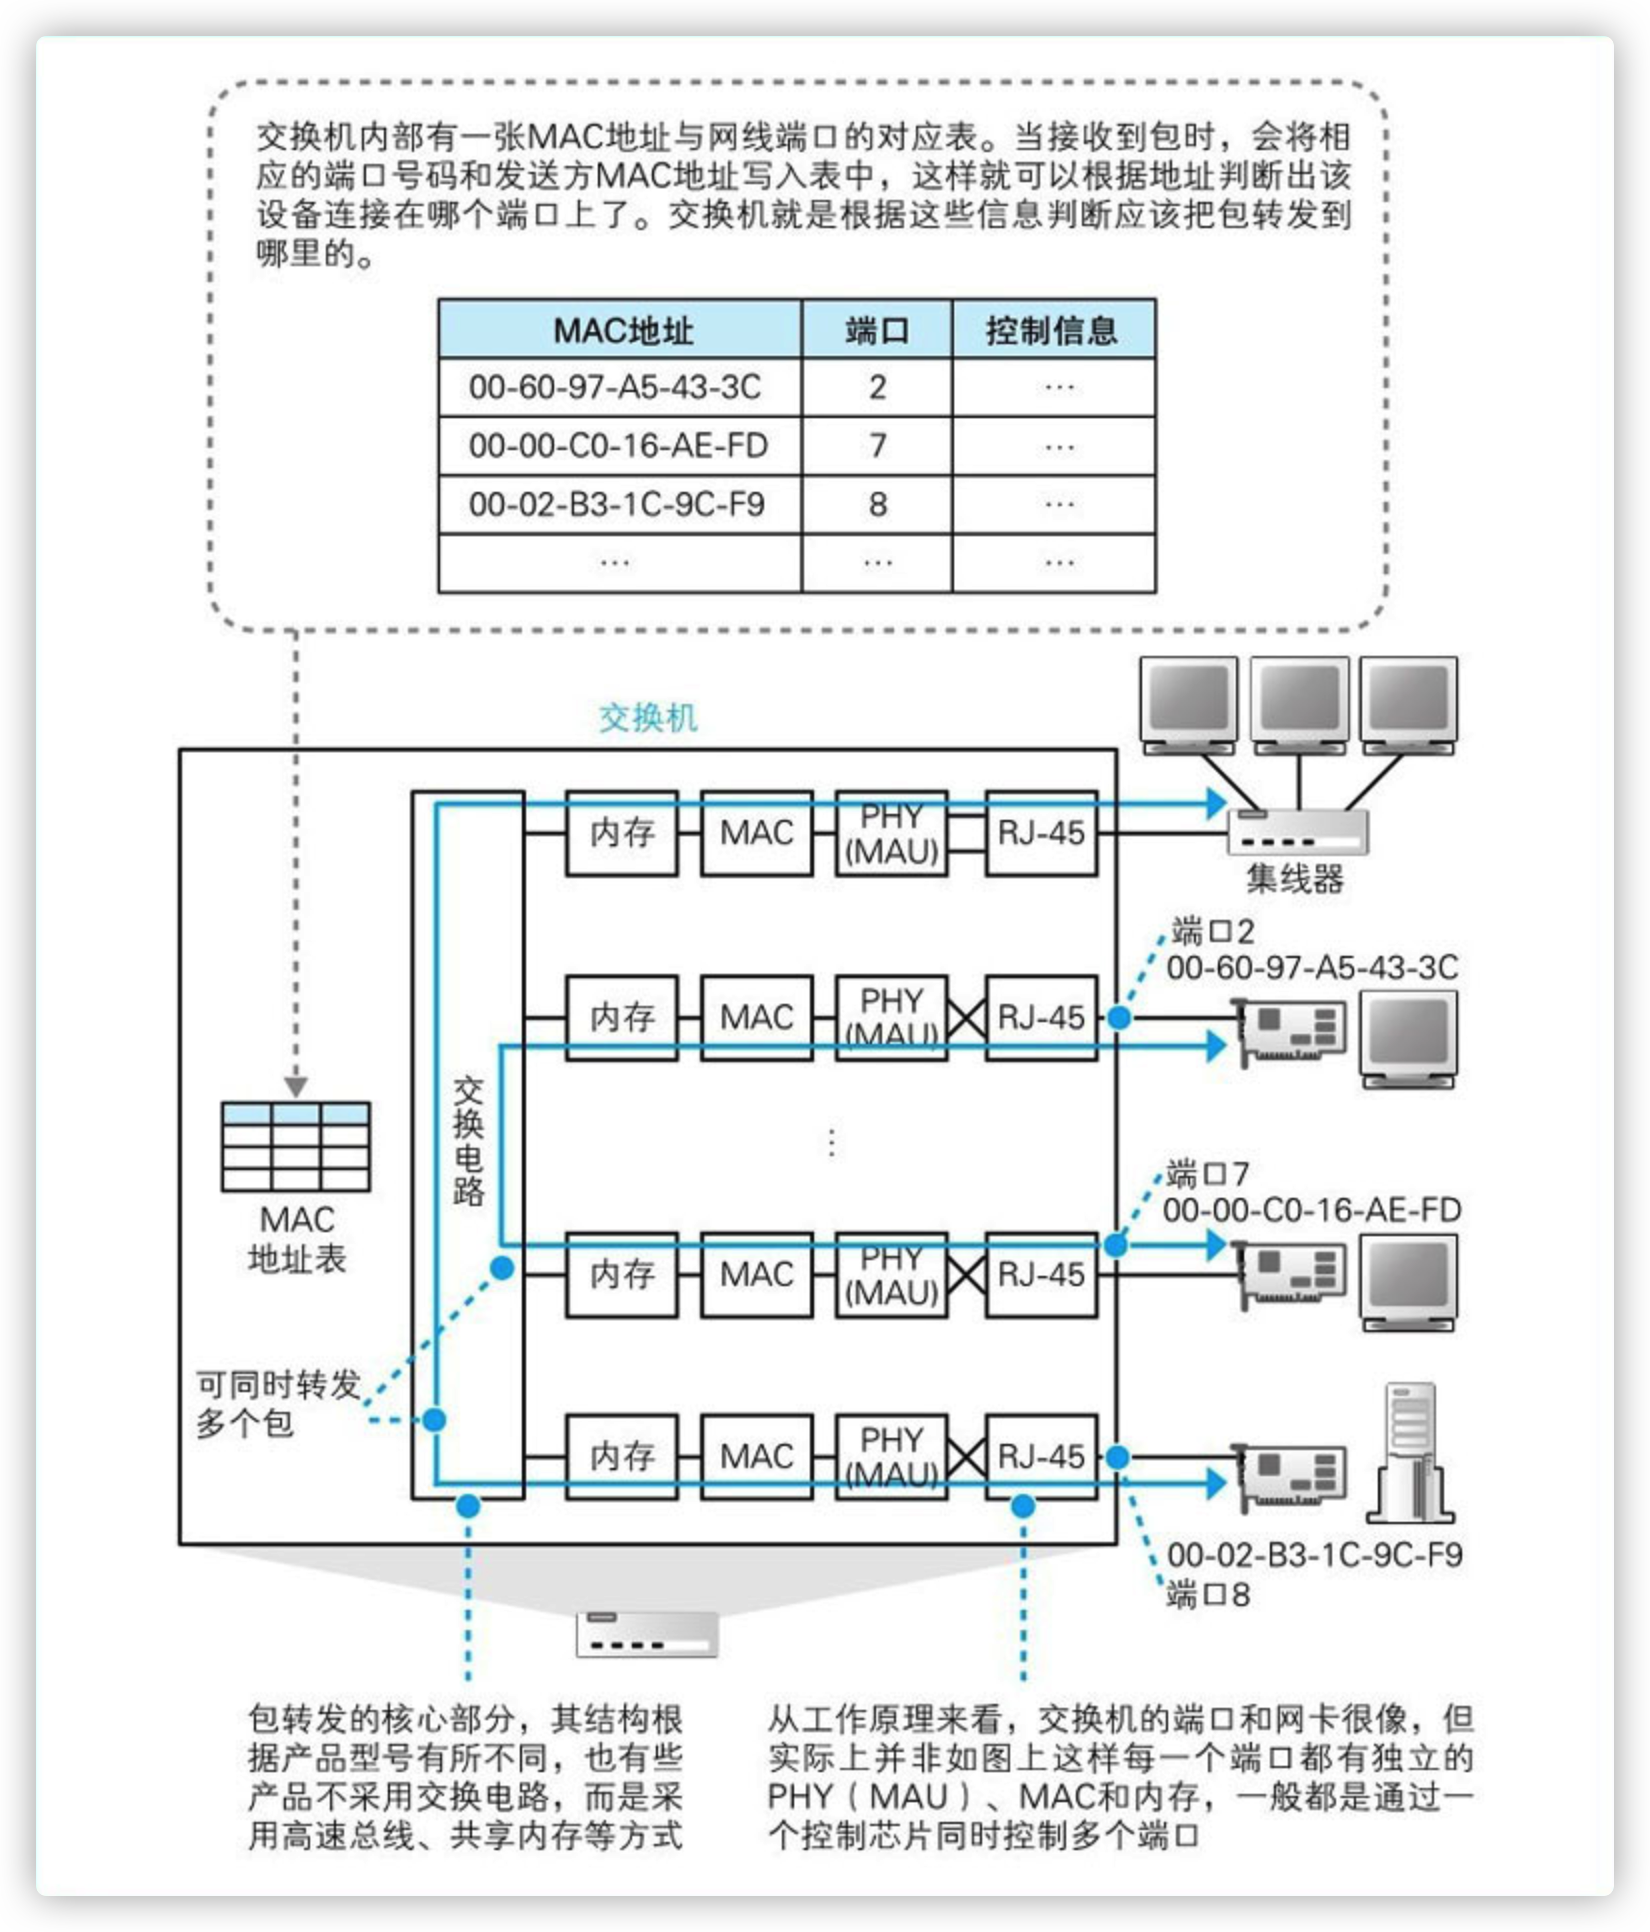 交换机内部有一张MAC地址与网线端口的对应表。当接收到包时，会将相
应的端口号码和发送方MAC地址写入表中，这样就可以根据地址判断出该
设备连接在哪个端口上了。交换机就是根据这些信息判断应该把包转发到
哪里的。
MAC地址 端口 控制信息
00-60-97-A5-43-3C 2 …
00-00-C0-16-AE-FD 7 …
00-02-B3-1C-9C-F9 8 …
… … …
交换机
内存 MAC PHY (MAU) RJ-45
集线器
端口2
00-60-97-A5-43-3C
内存 MAC PHY (MAU) RJ-45
交换电路
⋮
MAC
地址表
端口7
00-00-C0-16-AE-FD
内存 MAC PHY (MAU) RJ-45
可同时转发
多个包
内存 MAC PHY (MAU) RJ-45
00-02-B3-1C-9C-F9
端口8
包转发的核心部分，其结构根
据产品型号有所不同，也有些
产品不采用交换电路，而是采
用高速总线、共享内存等方式
从工作原理来看，交换机的端口和网卡很像，但
实际上并非如图上这样每一个端口都有独立的
PHY（MAU）、MAC和内存，一般都是通过一
个控制芯片同时控制多个端口